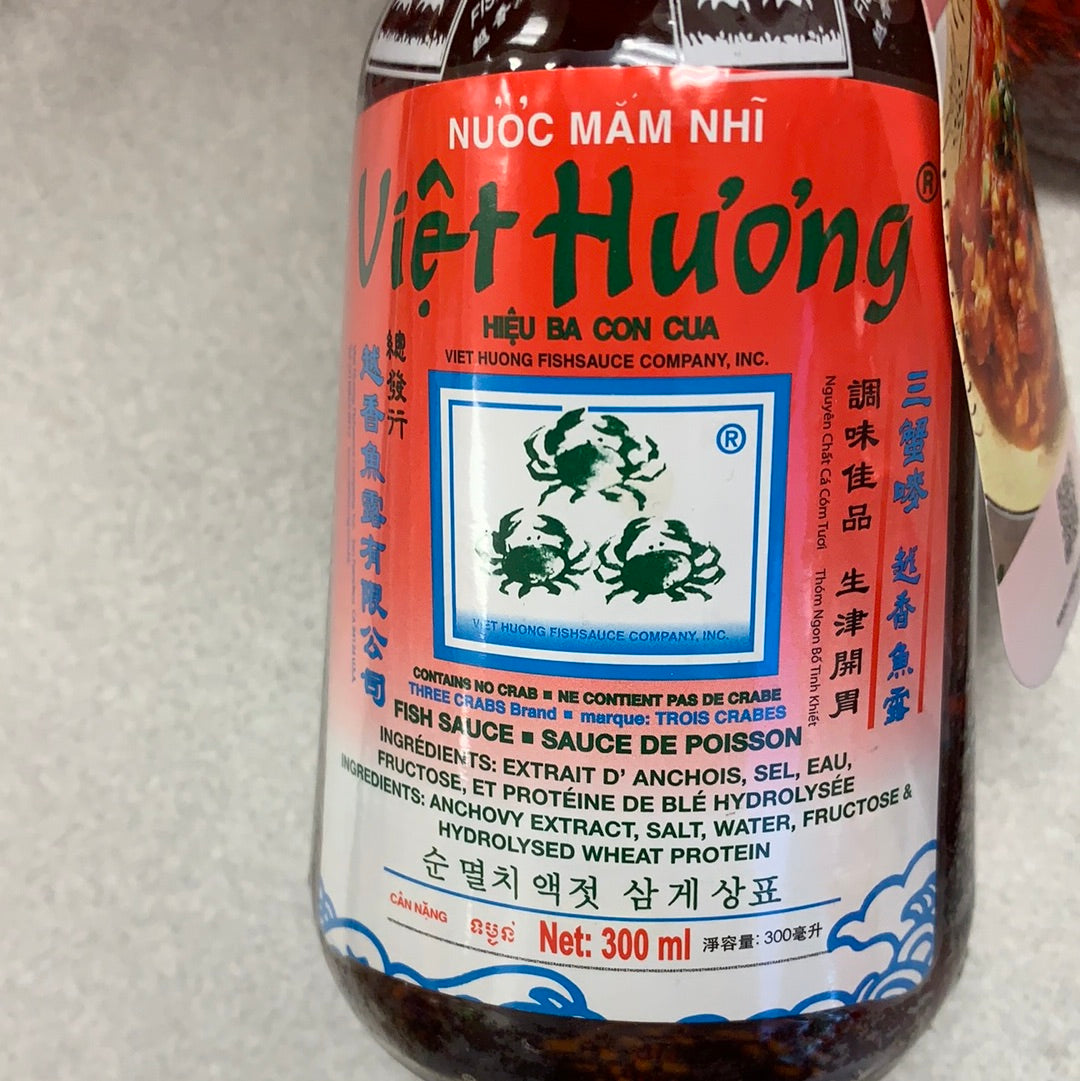 NƯỚC MẮM NHĨ
Việt Hương®
HIỆU BA CON CUA
VIET HUONG FISHSAUCE COMPANY, INC.
總發行
越香魚露有限公司
®
VIET HUONG FISHSAUCE COMPANY, INC.
三蟹嘜 越香魚露
調味佳品 生津開胃
Nguyên Chất Cá Cơm Tươi Thơm Ngon Bổ Tinh Khiết
CONTAINS NO CRAB ■ NE CONTIENT PAS DE CRABE
THREE CRABS Brand ■ marque: TROIS CRABES
FISH SAUCE ■ SAUCE DE POISSON
INGRÉDIENTS: EXTRAIT D' ANCHOIS, SEL, EAU,
FRUCTOSE, ET PROTÉINE DE BLÉ HYDROLYSÉE
INGREDIENTS: ANCHOVY EXTRACT, SALT, WATER, FRUCTOSE &
HYDROLYSED WHEAT PROTEIN
순 멸치 액젓 삼 게 상표
CÂN NẶNG ទម្ងន់ Net: 300 ml 淨容量: 300毫升